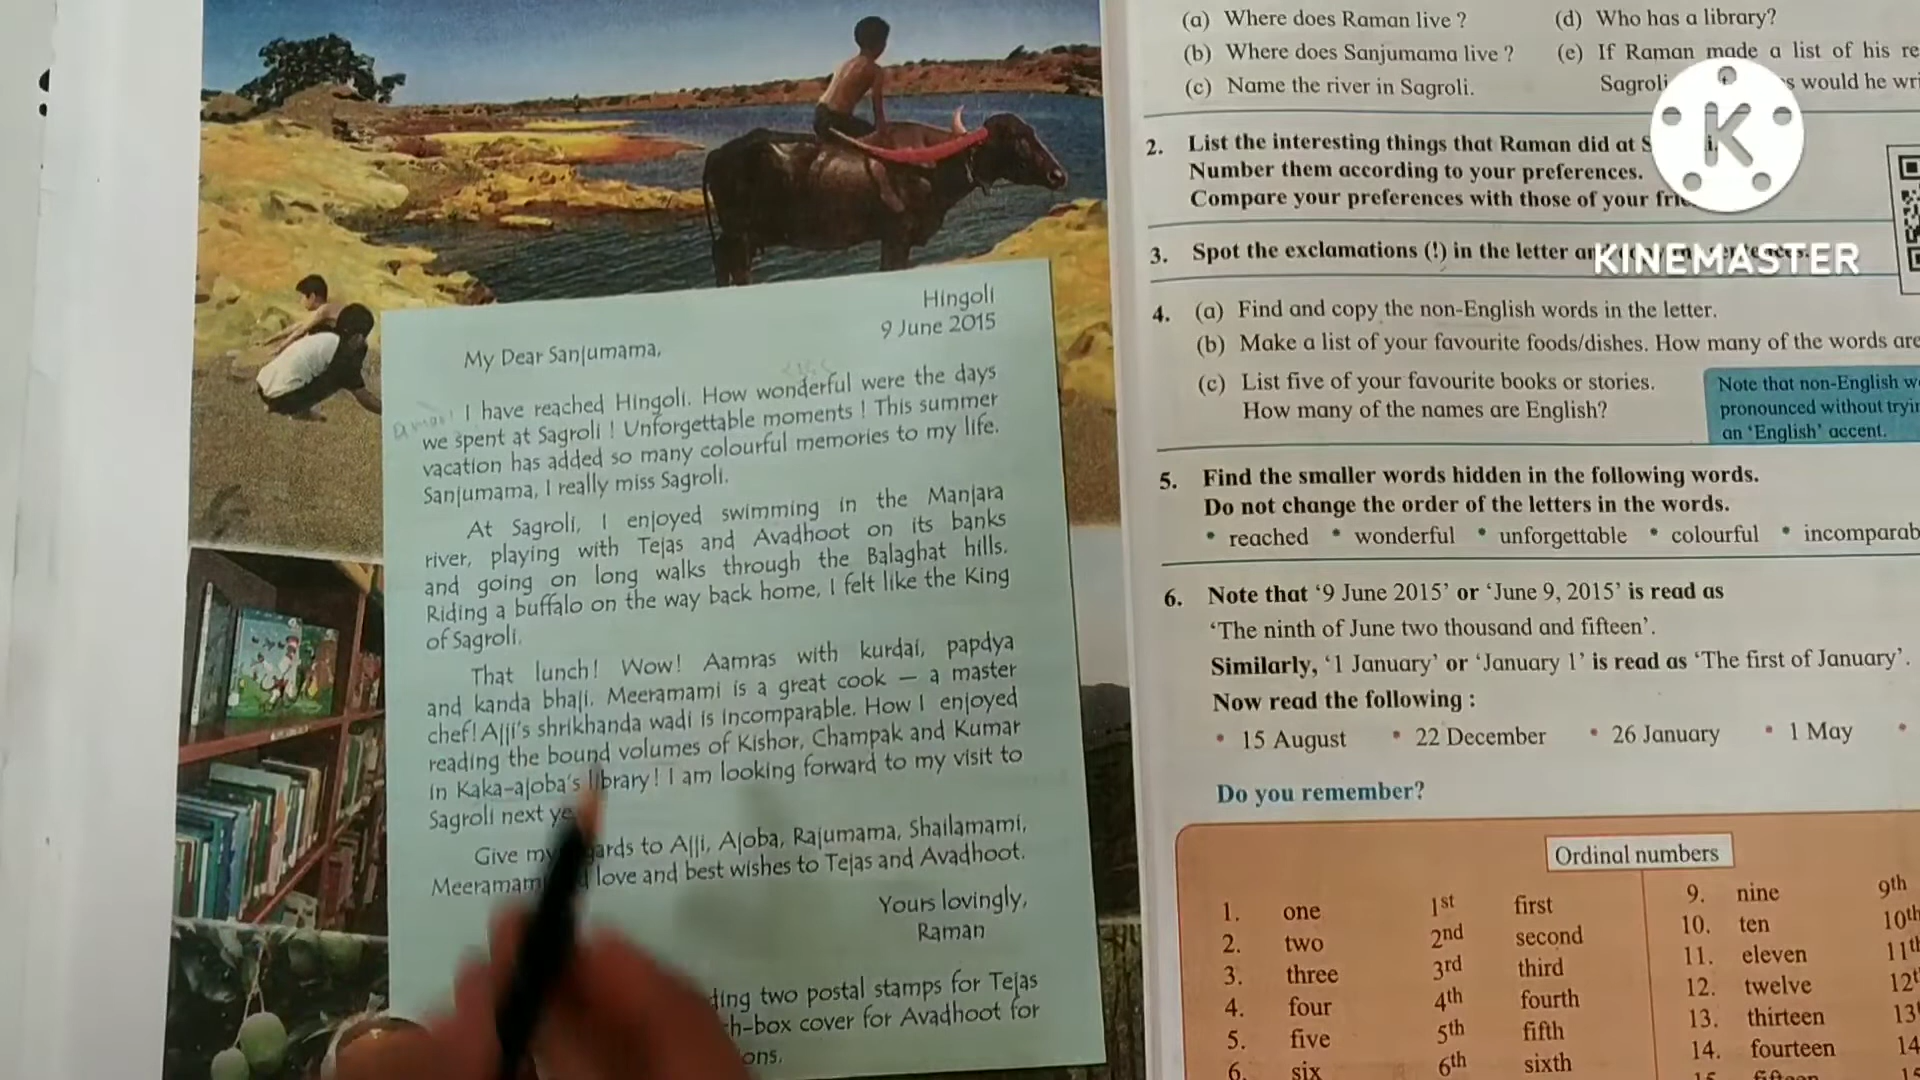 Hingoli
9 June 2015
My Dear Sanjumama,
I have reached Hingoli. How wonderful were the days
we spent at Sagroli ! Unforgettable moments ! This summer
vacation has added so many colourful memories to my life.
Sanjumama, I really miss Sagroli.
At Sagroli, I enjoyed swimming in the Manjara
river, playing with Tejas and Avadhoot on its banks
and going on long walks through the Balaghat hills.
Riding a buffalo on the way back home, I felt like the King
of Sagroli.
That lunch! Wow! Aamras with kurdai, papdya
and kanda bhaji. Meeramami is a great cook – a master
chef! Ajji's shrikhanda wadi is incomparable. How I enjoyed
reading the bound volumes of Kishor, Champak and Kumar
in Kaka-ajoba's library! I am looking forward to my visit to
Sagroli next
Give my to Ajji, Ajoba, Rajumama, Shailamami,
love and best wishes to Tejas and Avadhoot.
Yours lovingly,
Raman
two postal stamps for Tejas
cover for Avadhoot for
(a) Where does Raman live ?
(b) Where does Sanjumama live ?
(c) Name the river in Sagroli.
(d) Who has a library?
(e) If Raman made a list of his
would he
2. List the interesting things that Raman did at
Number them according to your preferences.
Compare your preferences with those of your
3. Spot the exclamations (!) in the letter
4. (a) Find and copy the non-English words in the letter.
(b) Make a list of your favourite foods/dishes. How many of the words are
(c) List five of your favourite books or stories.
How many of the names are English?
Note that non-English
pronounced without
an 'English' accent.
5. Find the smaller words hidden in the following words.
Do not change the order of the letters in the words.
• reached • wonderful • unforgettable • colourful •
6. Note that '9 June 2015' or 'June 9, 2015' is read as
'The ninth of June two thousand and fifteen'.
Similarly, '1 January' or 'January 1' is read as 'The first of January'.
Now read the following :
• 15 August • 22 December • 26 January • 1 May •
Do you remember?
Ordinal numbers
1. one 1st first
2. two 2nd second
3. three 3rd third
4. four 4th fourth
5. five 5th fifth
6. six 6th sixth
9. nine 9th
10. ten 10th
11. eleven 11th
12. twelve
13. thirteen
14. fourteen
K
KINEMASTER